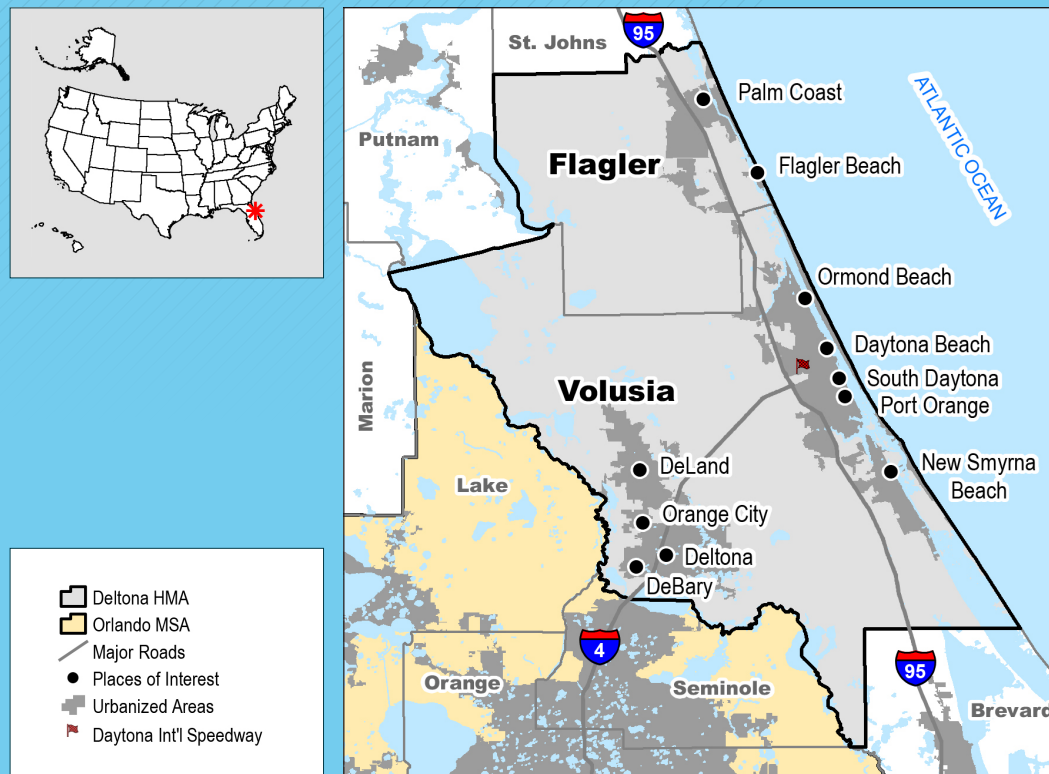 95
St. Johns
ATLANTIC OCEAN
Palm Coast
Putnam
Flagler
Flagler Beach
Ormond Beach
Daytona Beach
South Daytona
Port Orange
Marion
Volusia
New Smyrna
Beach
DeLand
Lake
Orange City
Deltona
DeBary
4
95
Orange
Seminole
Brevard
Deltona HMA
Orlando MSA
Major Roads
Places of Interest
Urbanized Areas
Daytona Int'l Speedway